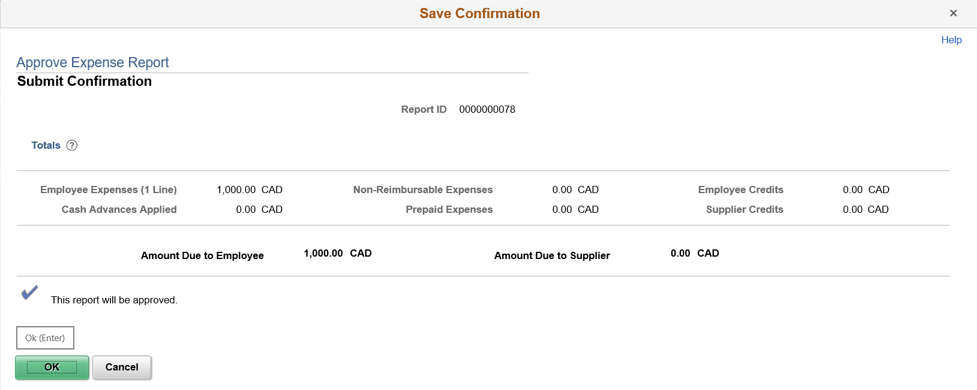 Save Confirmation ×
Help
Approve Expense Report
Submit Confirmation
Report ID 0000000078
Totals ?
Employee Expenses (1 Line) 1,000.00 CAD Non-Reimbursable Expenses 0.00 CAD Employee Credits 0.00 CAD
Cash Advances Applied 0.00 CAD Prepaid Expenses 0.00 CAD Supplier Credits 0.00 CAD
Amount Due to Employee 1,000.00 CAD Amount Due to Supplier 0.00 CAD
This report will be approved.
Ok (Enter)
OK Cancel